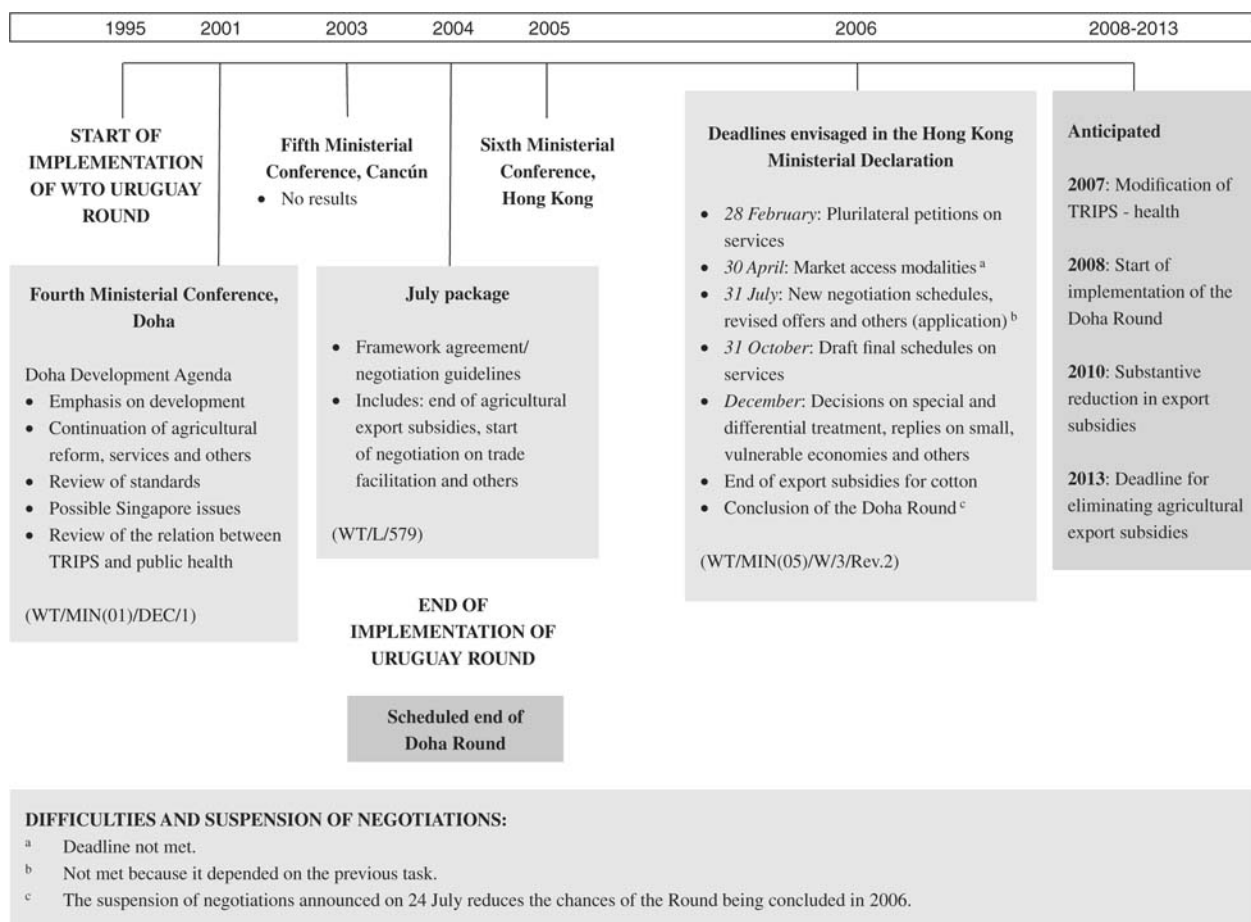 1995 2001 2003 2004 2005 2006 2008-2013
START OF
IMPLEMENTATION
OF WTO URUGUAY
ROUND
Fourth Ministerial Conference,
Doha
Doha Development Agenda
• Emphasis on development
• Continuation of agricultural
reform, services and others
• Review of standards
• Possible Singapore issues
• Review of the relation between
TRIPS and public health
(WT/MIN(01)/DEC/1)
Fifth Ministerial
Conference, Cancún
• No results
July package
• Framework agreement/
negotiation guidelines
• Includes: end of agricultural
export subsidies, start
of negotiation on trade
facilitation and others
(WT/L/579)
END OF
IMPLEMENTATION OF
URUGUAY ROUND
Scheduled end of
Doha Round
Sixth Ministerial
Conference,
Hong Kong
Deadlines envisaged in the Hong Kong
Ministerial Declaration
• 28 February: Plurilateral petitions on
services
• 30 April: Market access modalities a
• 31 July: New negotiation schedules,
revised offers and others (application) b
• 31 October: Draft final schedules on
services
• December: Decisions on special and
differential treatment, replies on small,
vulnerable economies and others
• End of export subsidies for cotton
• Conclusion of the Doha Round c
(WT/MIN(05)/W/3/Rev.2)
Anticipated
2007: Modification of
TRIPS - health
2008: Start of
implementation of the
Doha Round
2010: Substantive
reduction in export
subsidies
2013: Deadline for
eliminating agricultural
export subsidies
DIFFICULTIES AND SUSPENSION OF NEGOTIATIONS:
a Deadline not met.
b Not met because it depended on the previous task.
c The suspension of negotiations announced on 24 July reduces the chances of the Round being concluded in 2006.